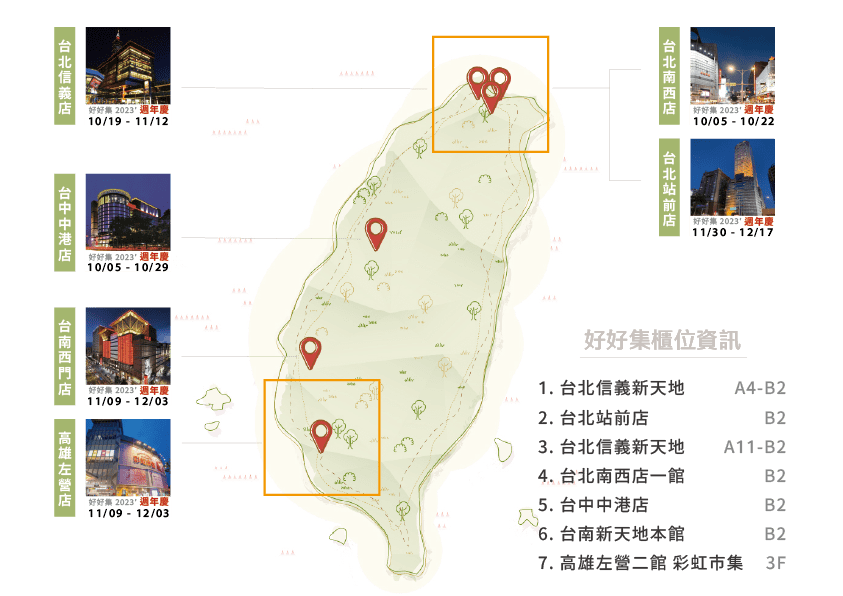 台北信義店
好好集 2023' 週年慶
10/19 - 11/12
台中中港店
好好集 2023' 週年慶
10/05 - 10/29
台南西門店
好好集 2023' 週年慶
11/09 - 12/03
高雄左營店
好好集 2023' 週年慶
11/09 - 12/03
台北南西店
好好集 2023' 週年慶
10/05 - 10/22
台北站前店
好好集 2023' 週年慶
11/30 - 12/17
好好集櫃位資訊
1. 台北信義新天地 A4-B2
2. 台北站前店 B2
3. 台北信義新天地 A11-B2
4. 台北南西店一館 B2
5. 台中中港店 B2
6. 台南新天地本館 B2
7. 高雄左營二館 彩虹市集 3F